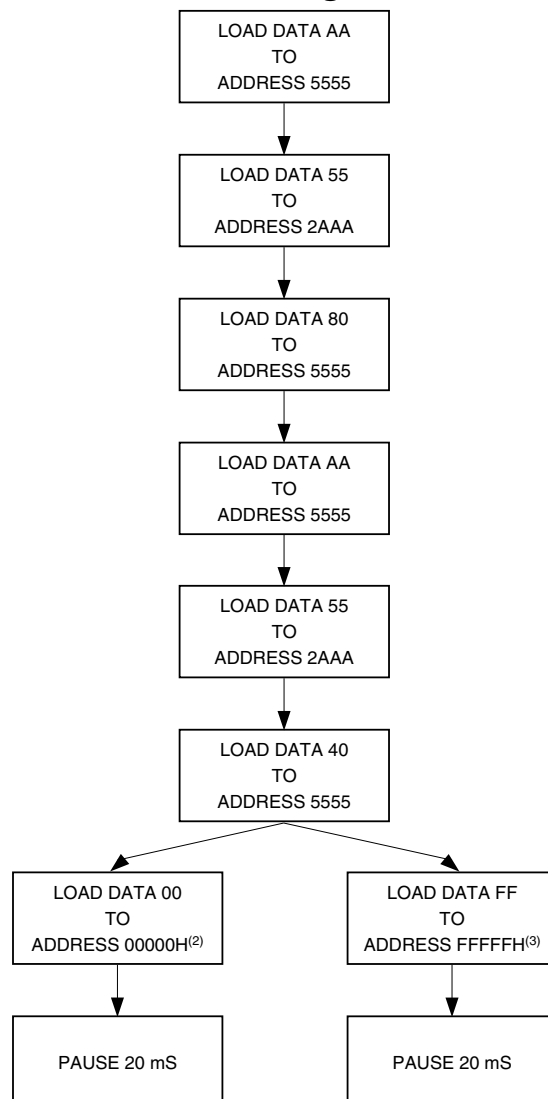 LOAD DATA AA
TO
ADDRESS 5555
LOAD DATA 55
TO
ADDRESS 2AAA
LOAD DATA 80
TO
ADDRESS 5555
LOAD DATA AA
TO
ADDRESS 5555
LOAD DATA 55
TO
ADDRESS 2AAA
LOAD DATA 40
TO
ADDRESS 5555
LOAD DATA 00
TO
ADDRESS 00000H(2)
PAUSE 20 mS
LOAD DATA FF
TO
ADDRESS FFFFFH(3)
PAUSE 20 mS